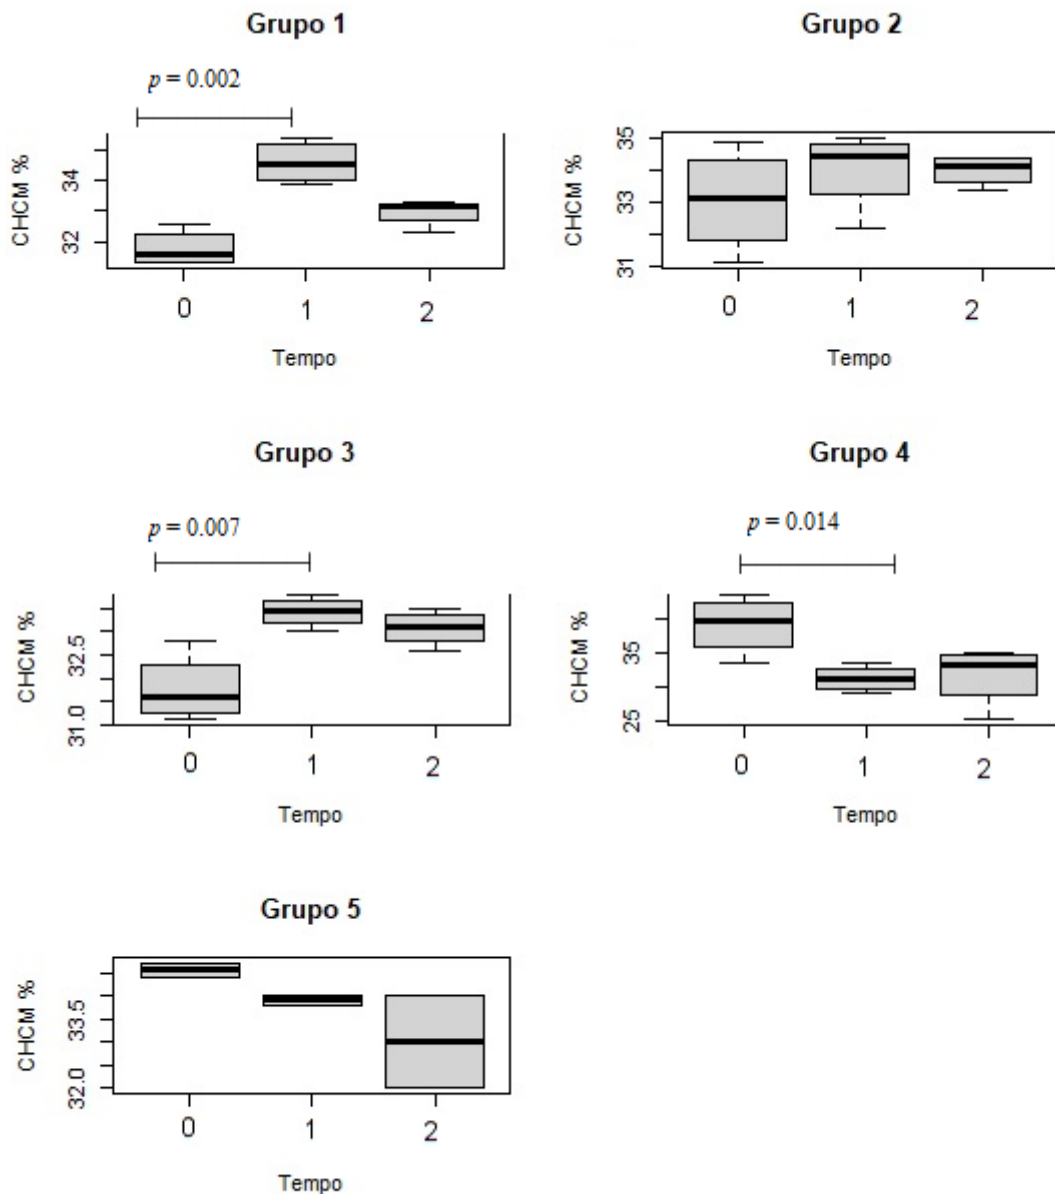 Grupo 1
p = 0.002
CHCM %
34
32
0 1 2
Tempo
Grupo 2
CHCM %
35
33
31
0 1 2
Tempo
Grupo 3
p = 0.007
CHCM %
32.5
31.0
0 1 2
Tempo
Grupo 4
p = 0.014
CHCM %
35
25
0 1 2
Tempo
Grupo 5
CHCM %
33.5
32.0
0 1 2
Tempo